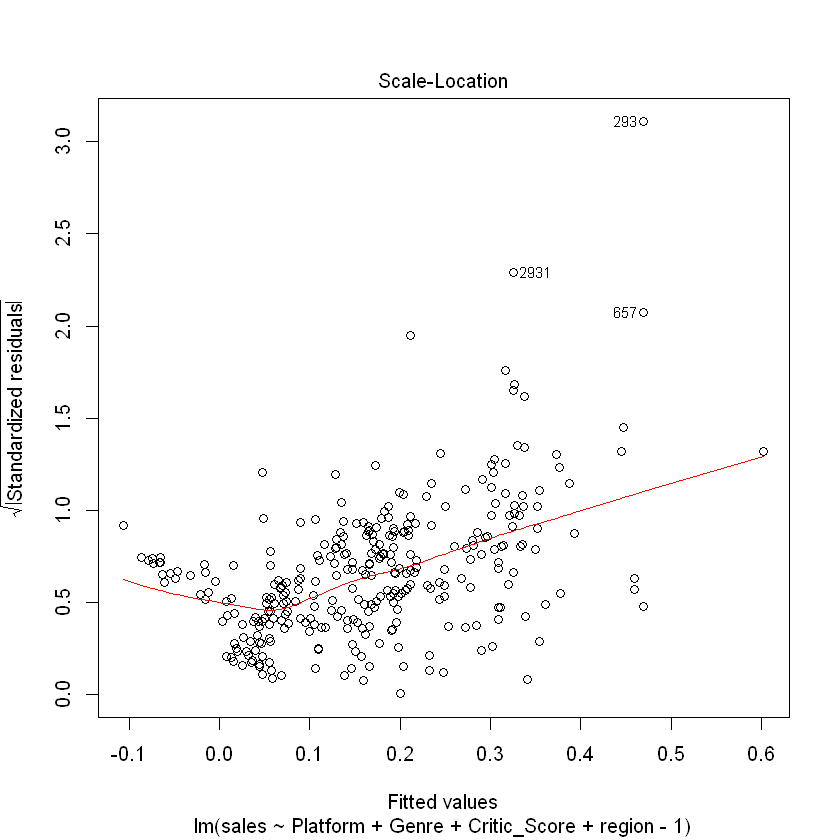 Scale-Location
293
3.0
2.5
2931
657
2.0
√|Standardized residuals|
1.5
1.0
0.5
0.0
-0.1 0.0 0.1 0.2 0.3 0.4 0.5 0.6
Fitted values
lm(sales ~ Platform + Genre + Critic_Score + region - 1)